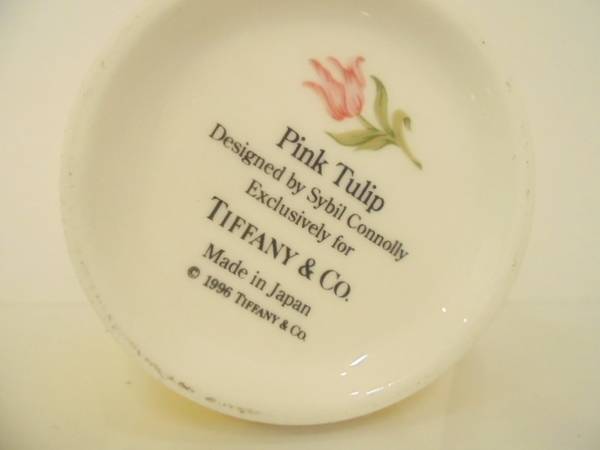 Pink Tulip
Designed by Sybil Connolly
Exclusively for
TIFFANY & CO.
Made in Japan
© 1996 TIFFANY & CO.